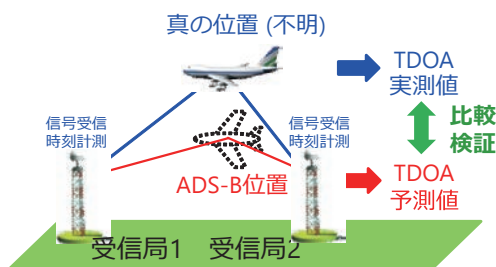 真の位置 (不明)
TDOA
実測値
信号受信
時刻計測
信号受信
時刻計測
比較
検証
ADS-B位置
TDOA
予測値
受信局1 受信局2